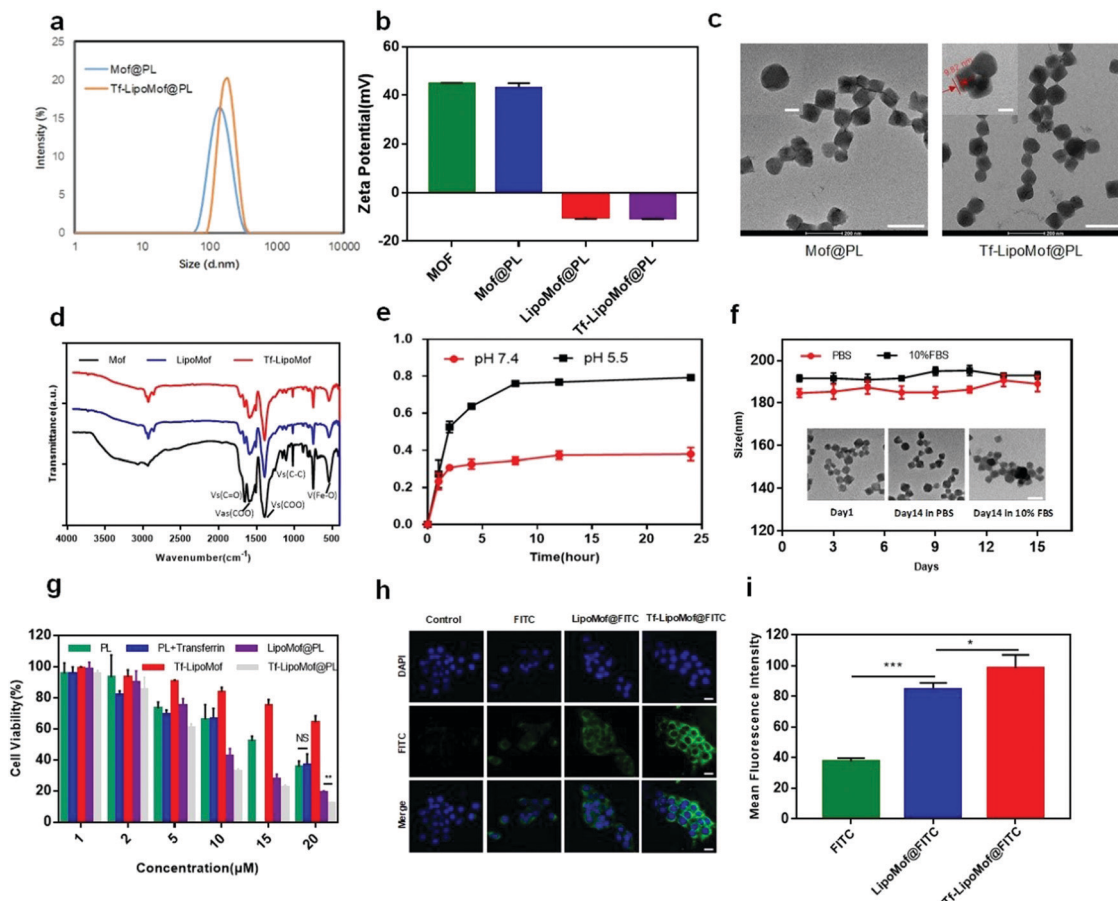 a
25
20
15
10
5
0
Intensity (%)
Mof@PL
Tf-LipoMof@PL
1 10 100 1000 10000
Size (d.nm)
b
60
40
20
0
-20
Zeta Potential(mV)
MOF
Mof@PL
LipoMof@PL
Tf-LipoMof@PL
c
9.82 nm
200 nm
200 nm
Mof@PL
Tf-LipoMof@PL
d
Mof LipoMof Tf-LipoMof
Transmittance(a.u.)
Vs(C-C)
Vs(C=O)
V(Fe-O)
Vas(COO)
Vs(COO)
4000 3500 3000 2500 2000 1500 1000 500
Wavenumber(cm-1)
e
1.0
0.8
0.6
0.4
0.2
0.0
pH 7.4 pH 5.5
0 5 10 15 20 25
Time(hour)
f
200
180
160
140
120
Size(nm)
PBS 10%FBS
Day1 Day14 in PBS Day14 in 10% FBS
3 6 9 12 15
Days
g
120
100
80
60
40
20
0
Cell Viability(%)
PL PL+Transferrin LipoMof@PL
Tf-LipoMof Tf-LipoMof@PL
NS
**
1 2 5 10 15 20
Concentration(μM)
h
Control FITC LipoMof@FITC Tf-LipoMof@FITC
DAPI
FITC
Merge
i
120
100
80
60
40
20
0
Mean Fluorescence Intensity
***
*
FITC
LipoMof@FITC
Tf-LipoMof@FITC